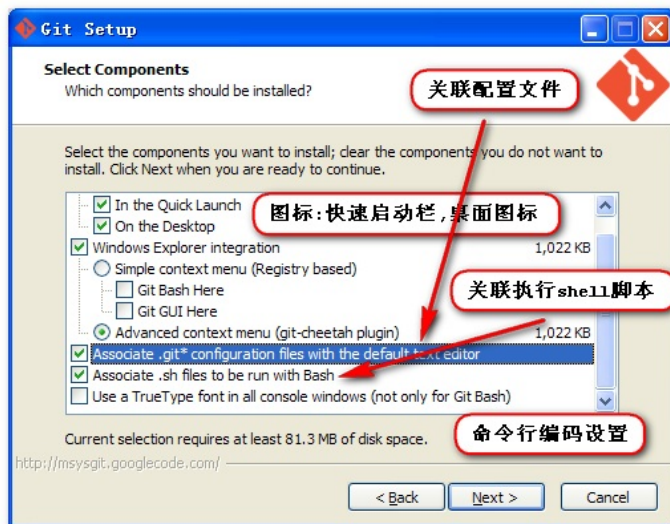 Git Setup
Select Components
Which components should be installed?
关联配置文件
Select the components you want to install; clear the components you do not want to
install. Click Next when you are ready to continue.
In the Quick Launch
图标:快速启动栏,桌面图标
On the Desktop
Windows Explorer integration 1,022 KB
Simple context menu (Registry based)
Git Bash Here
关联执行shell脚本
Git GUI Here
Advanced context menu (git-cheetah plugin) 1,022 KB
Associate .git* configuration files with the default text editor
Associate .sh files to be run with Bash
Use a TrueType font in all console windows (not only for Git Bash)
命令行编码设置
Current selection requires at least 81.3 MB of disk space.
http://msysgit.googlecode.com/
< Back Next > Cancel